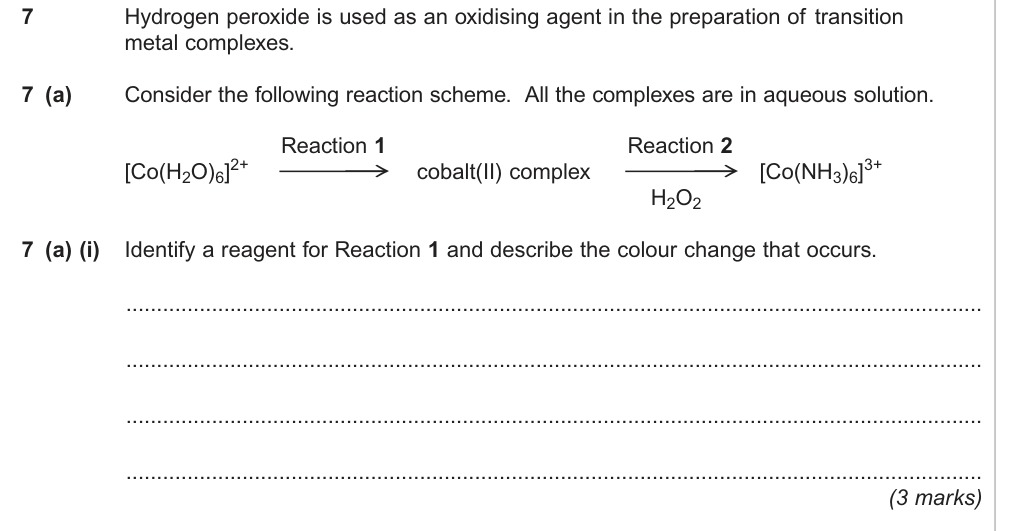 7 Hydrogen peroxide is used as an oxidising agent in the preparation of transition
metal complexes.
7 (a) Consider the following reaction scheme. All the complexes are in aqueous solution.
Reaction 1 Reaction 2
[Co(H₂O)₆]²⁺ → cobalt(II) complex → [Co(NH₃)₆]³⁺
H₂O₂
7 (a) (i) Identify a reagent for Reaction 1 and describe the colour change that occurs.
(3 marks)